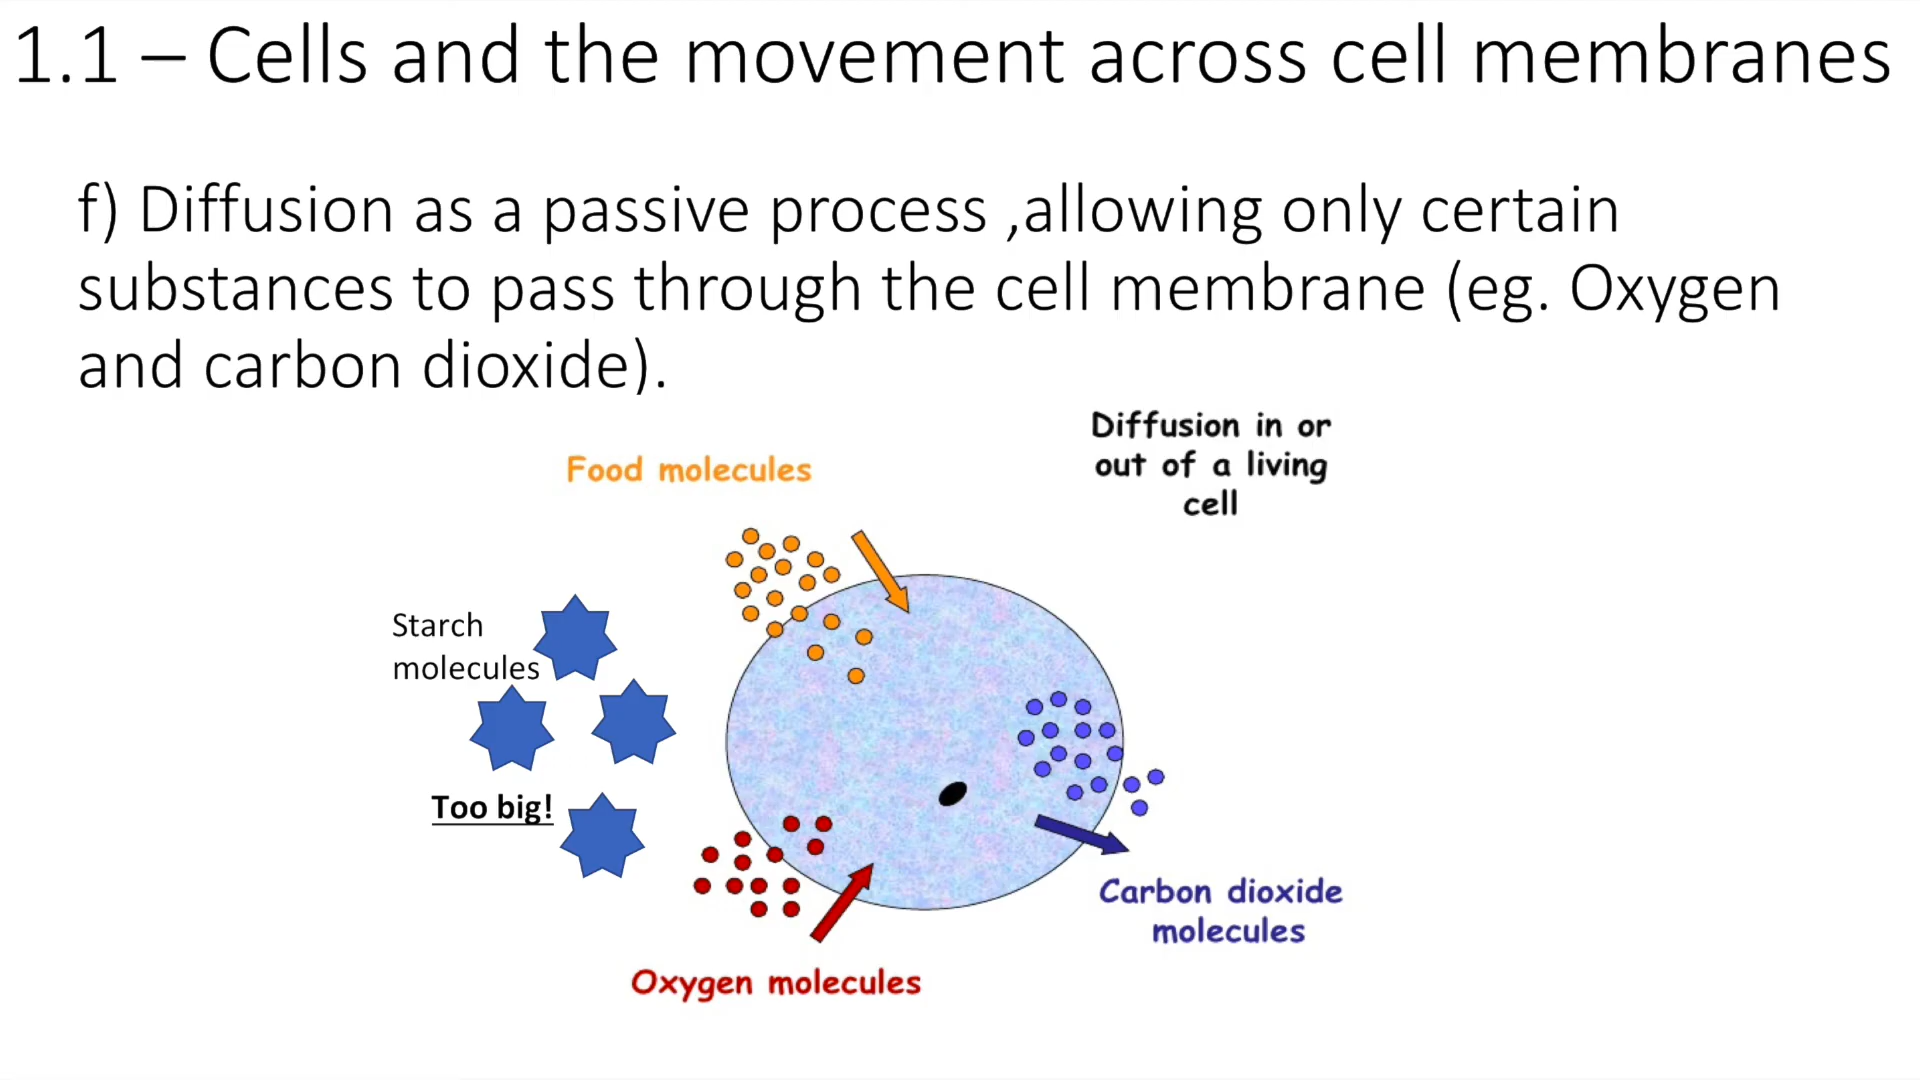 1.1 – Cells and the movement across cell membranes
f) Diffusion as a passive process ,allowing only certain
substances to pass through the cell membrane (eg. Oxygen
and carbon dioxide).
Diffusion in or
out of a living
cell
Food molecules
Starch
molecules
Too big!
Carbon dioxide
molecules
Oxygen molecules